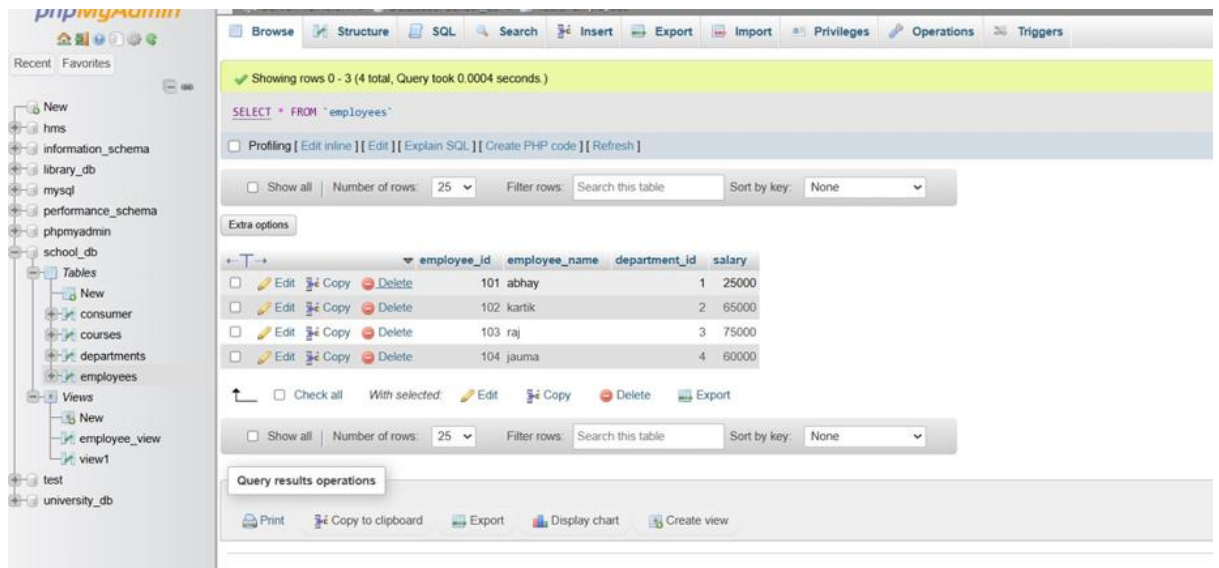 phpMyAdmin
Recent Favorites
New
hms
information_schema
library_db
mysql
performance_schema
phpmyadmin
school_db
Tables
New
consumer
courses
departments
employees
Views
New
employee_view
view1
test
university_db
Browse Structure SQL Search Insert Export Import Privileges Operations Triggers
Showing rows 0 - 3 (4 total, Query took 0.0004 seconds.)
SELECT * FROM `employees`
Profiling [ Edit inline ] [ Edit ] [ Explain SQL ] [ Create PHP code ] [ Refresh ]
Show all | Number of rows: 25 Filter rows: Search this table Sort by key: None
Extra options
employee_id employee_name department_id salary
Edit Copy Delete 101 abhay 1 25000
Edit Copy Delete 102 kartik 2 65000
Edit Copy Delete 103 raj 3 75000
Edit Copy Delete 104 jauma 4 60000
Check all With selected: Edit Copy Delete Export
Show all | Number of rows: 25 Filter rows: Search this table Sort by key: None
Query results operations
Print Copy to clipboard Export Display chart Create view